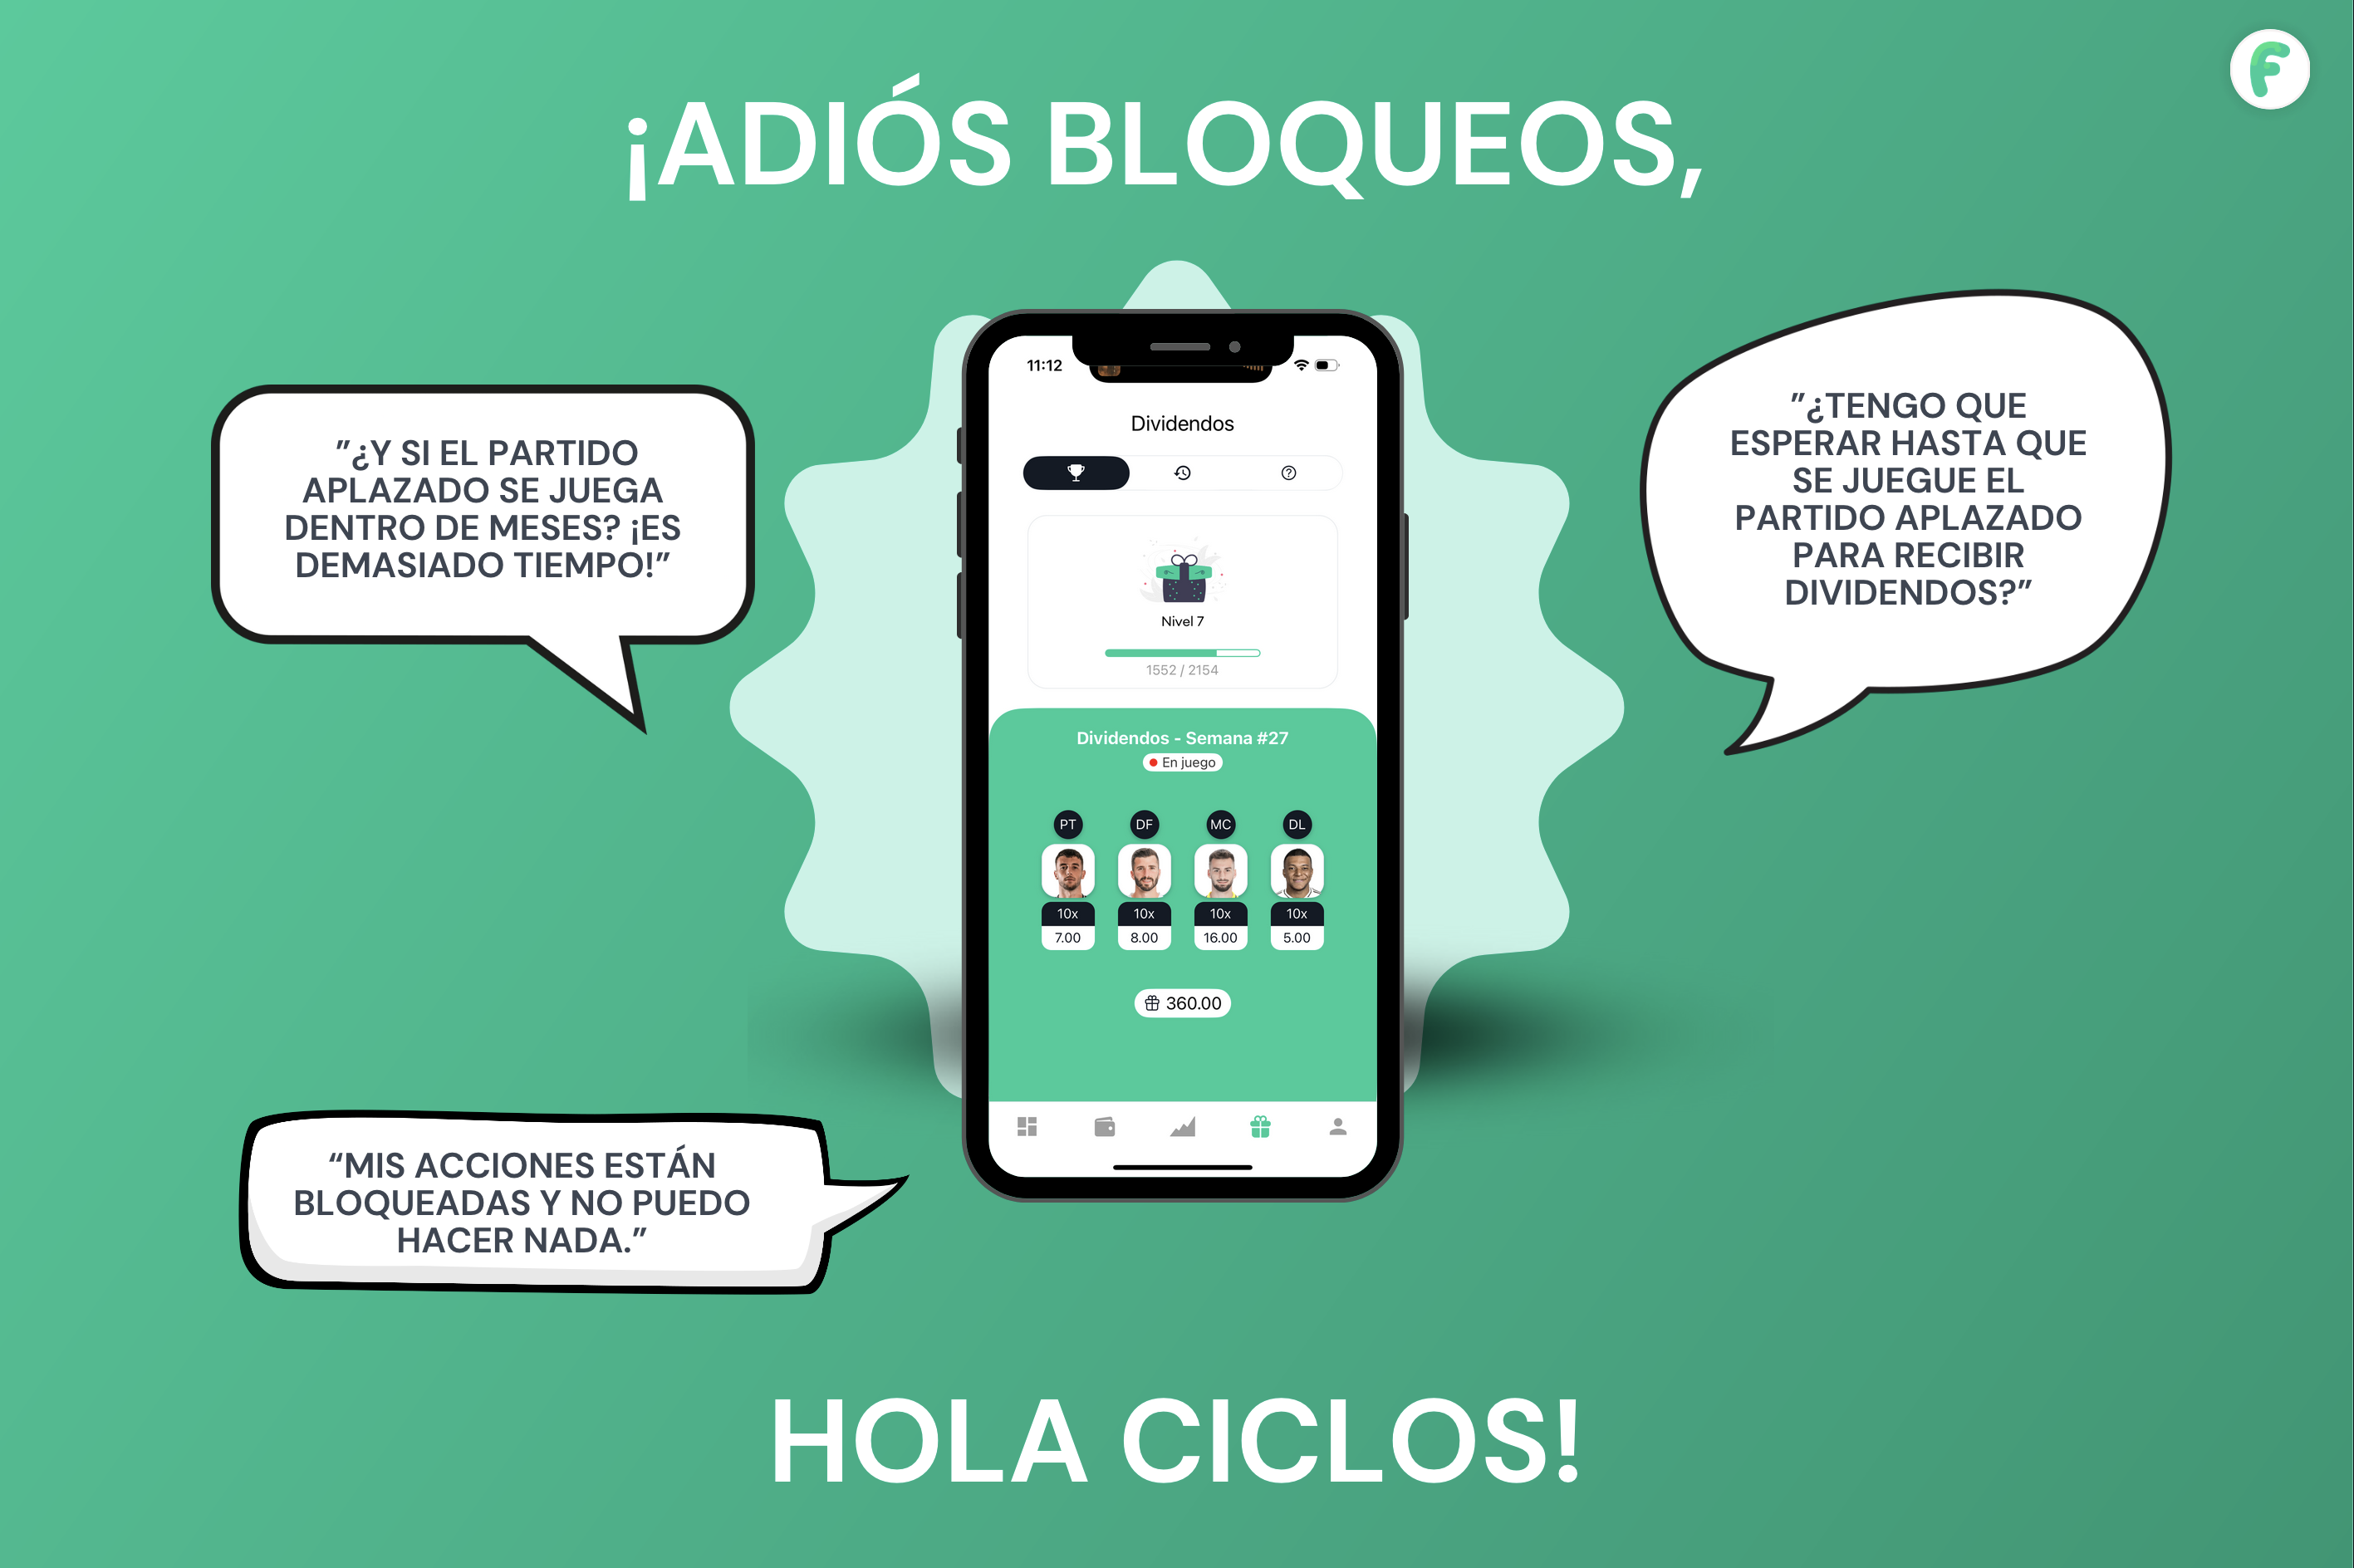 ¡ADIÓS BLOQUEOS,
F
”¿Y SI EL PARTIDO
APLAZADO SE JUEGA
DENTRO DE MESES? ¡ES
DEMASIADO TIEMPO!”
”¿TENGO QUE
ESPERAR HASTA QUE
SE JUEGUE EL
PARTIDO APLAZADO
PARA RECIBIR
DIVIDENDOS?”
11:12
Dividendos
Nivel 7
1552 / 2154
Dividendos - Semana #27
En juego
PT DF MC DL
10x 10x 10x 10x
7.00 8.00 16.00 5.00
360.00
“MIS ACCIONES ESTÁN
BLOQUEADAS Y NO PUEDO
HACER NADA.”
HOLA CICLOS!